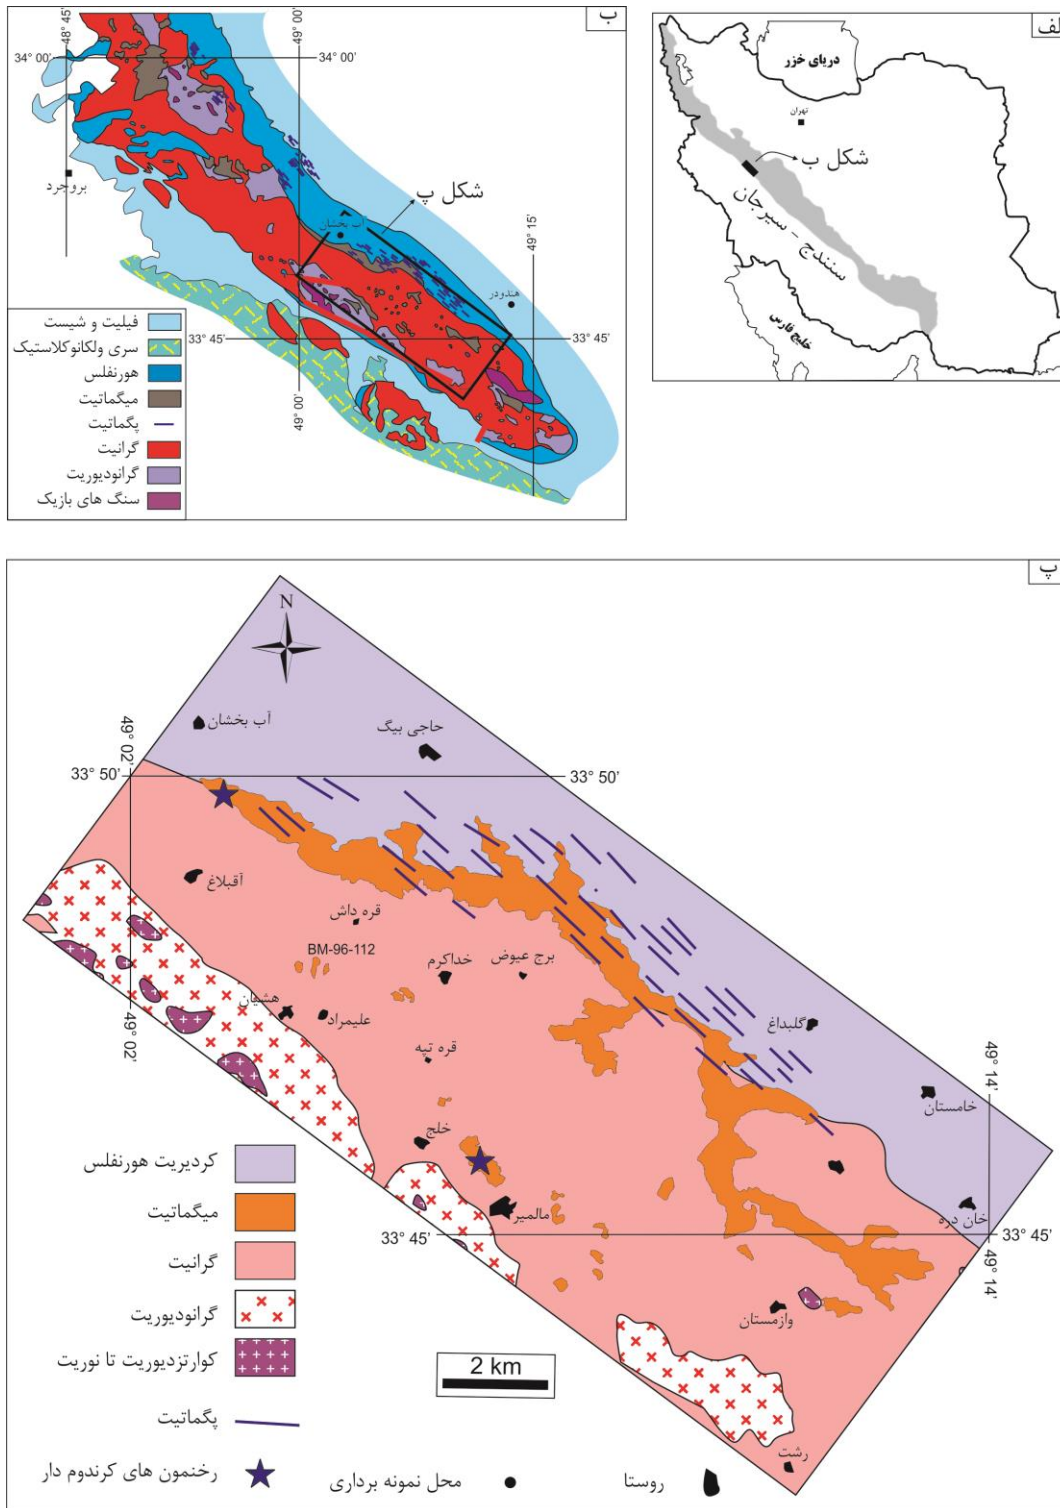 الف
دریای خزر
تهران
شکل ب
سنندج - سیرجان
خلیج فارس
ب
48° 45'
49° 00'
34° 00'
34° 00'
بروجرد
شکل پ
آب بخشان
49° 15'
هندودر
33° 45'
33° 45'
49° 00'
49° 15'
فیلیت و شیست
سری ولکانوکلاستیک
هورنفلس
میگماتیت
پگماتیت
گرانیت
گرانودیوریت
سنگ های بازیک
پ
N
آب بخشان
حاجی بیگ
49° 02'
33° 50'
33° 50'
آقبلاغ
قره داش
BM-96-112
خداکرم
برج عیوض
هشیان
علیمراد
گلبداغ
49° 02'
قره تپه
49° 14'
خامستان
خلج
مالمیر
خان دره
33° 45'
33° 45'
49° 14'
وازمستان
رشت
کردیریت هورنفلس
میگماتیت
گرانیت
گرانودیوریت
کوارتزدیوریت تا نوریت
پگماتیت
2 km
رخنمون های کرندوم دار
محل نمونه برداری
روستا